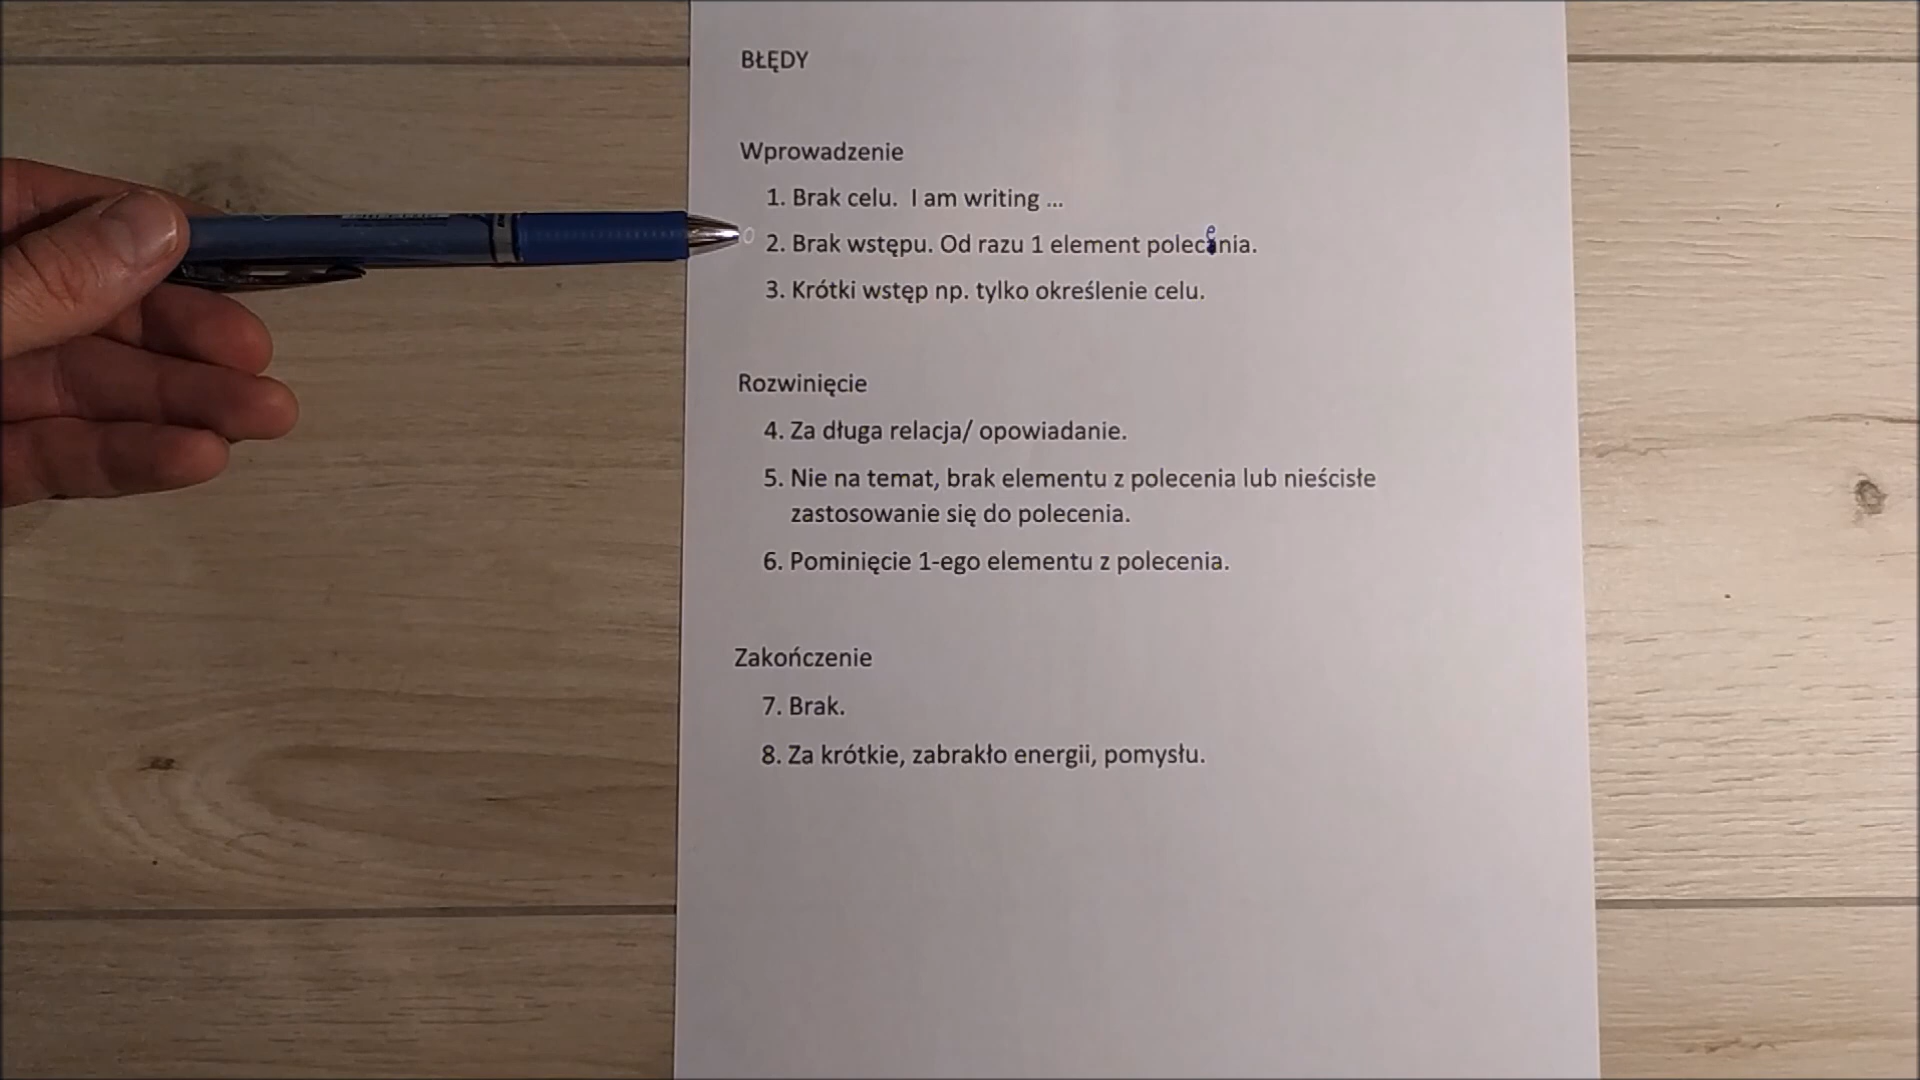 BŁĘDY
Wprowadzenie
1. Brak celu. I am writing ...
2. Brak wstępu. Od razu 1 element polecenia.
3. Krótki wstęp np. tylko określenie celu.
Rozwinięcie
4. Za długa relacja/ opowiadanie.
5. Nie na temat, brak elementu z polecenia lub nieścisłe
zastosowanie się do polecenia.
6. Pominięcie 1-ego elementu z polecenia.
Zakończenie
7. Brak.
8. Za krótkie, zabrakło energii, pomysłu.